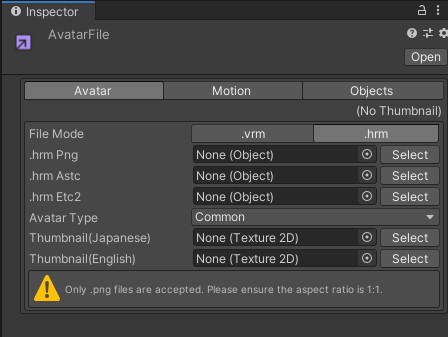 Inspector
AvatarFile
Open
Avatar Motion Objects
(No Thumbnail)
File Mode .vrm .hrm
.hrm Png None (Object) Select
.hrm Astc None (Object) Select
.hrm Etc2 None (Object) Select
Avatar Type Common
Thumbnail(Japanese) None (Texture 2D) Select
Thumbnail(English) None (Texture 2D) Select
Only .png files are accepted. Please ensure the aspect ratio is 1:1.